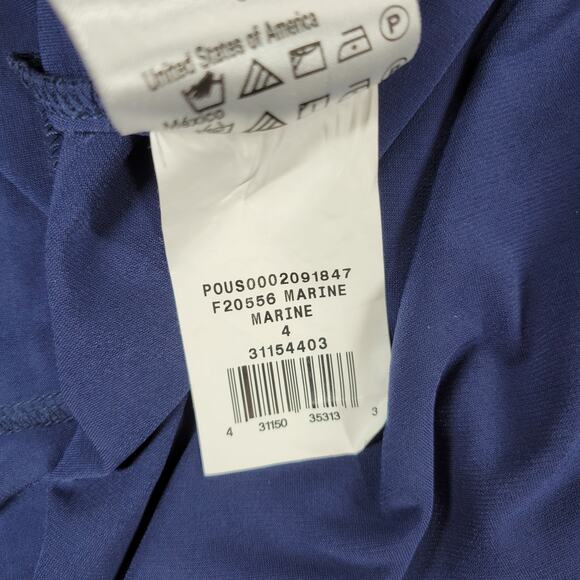 United States of America
P
México
POUS0002091847
F20556 MARINE
MARINE
4
31154403
4 31150 35313 3